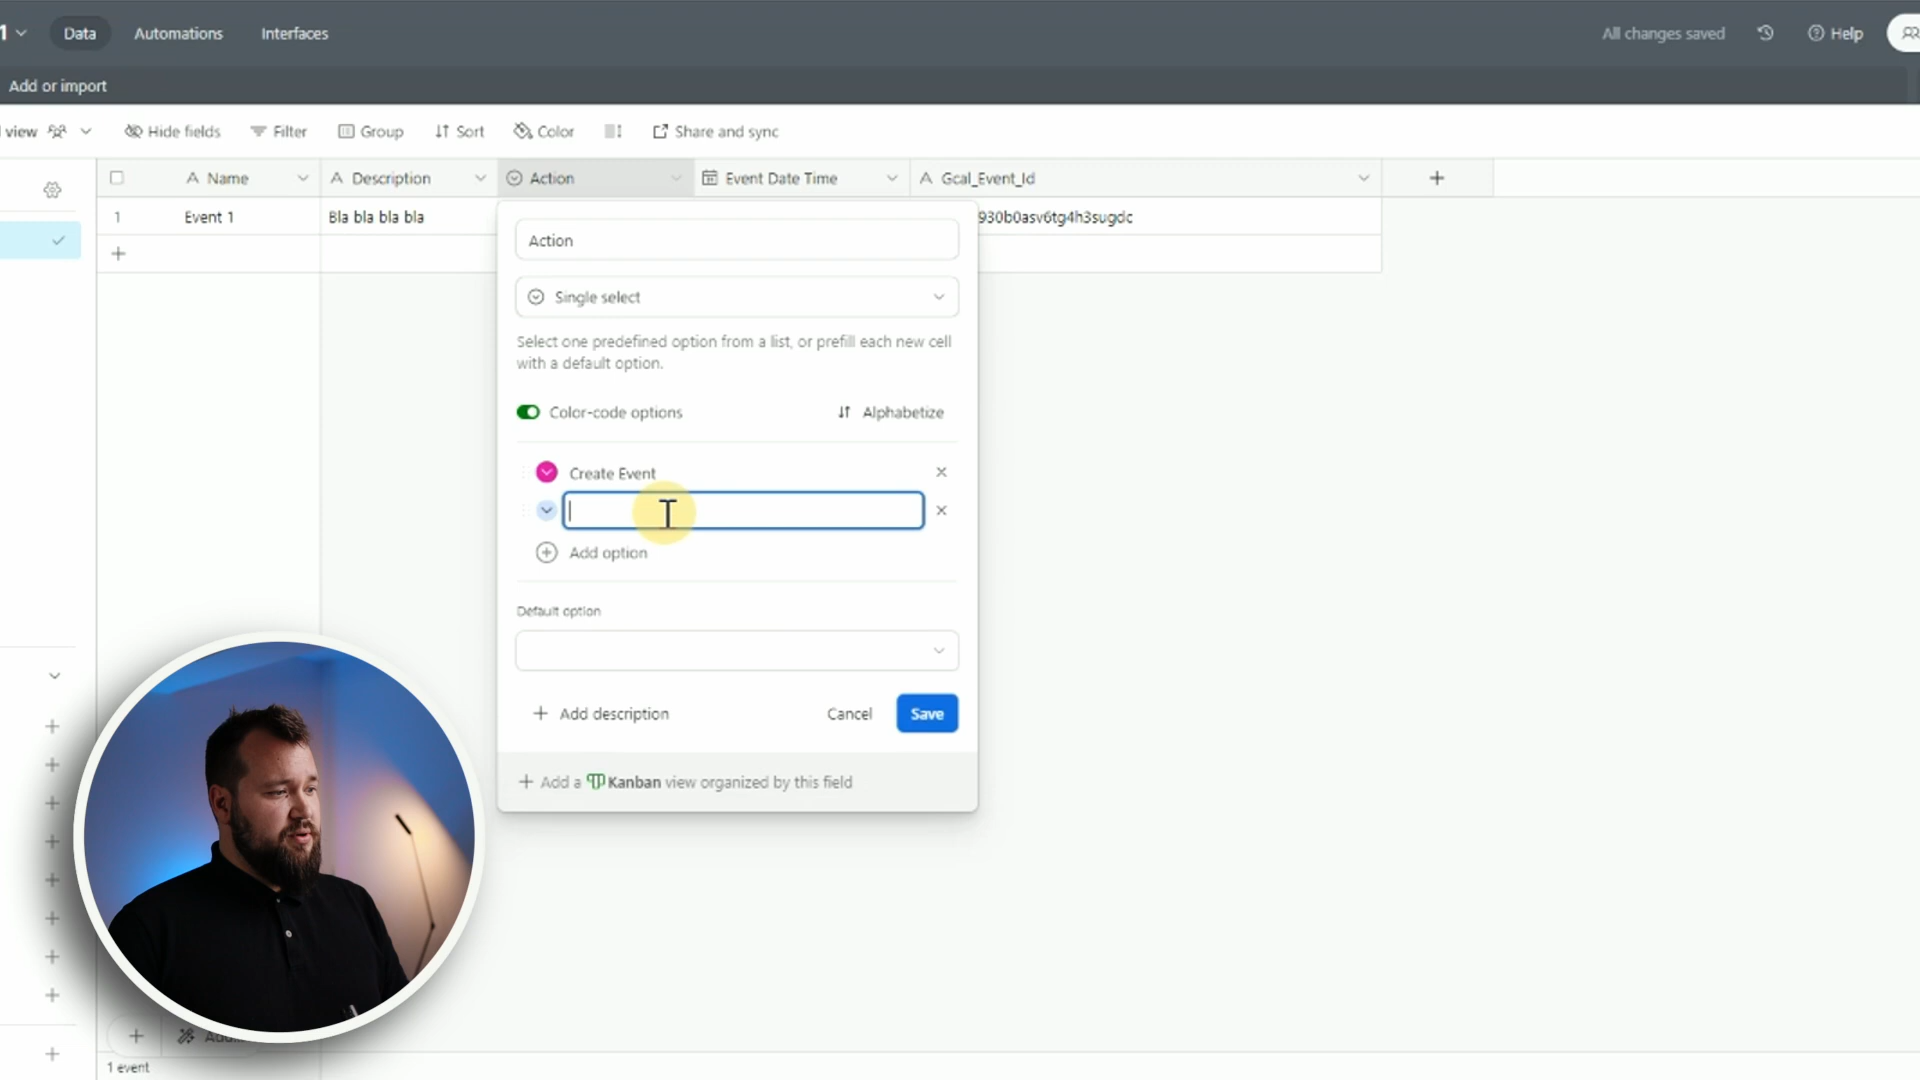 1
Data
Automations
Interfaces
All changes saved
Help
Add or import
view
Hide fields
Filter
Group
Sort
Color
Share and sync
Name
Description
Action
Event Date Time
Gcal_Event_Id
1
Event 1
Bla bla bla bla
930b0asv6tg4h3sugdc
Action
Single select
Select one predefined option from a list, or prefill each new cell
with a default option.
Color-code options
Alphabetize
Create Event
Add option
Default option
Add description
Cancel
Save
Add a Kanban view organized by this field
Add...
1 event